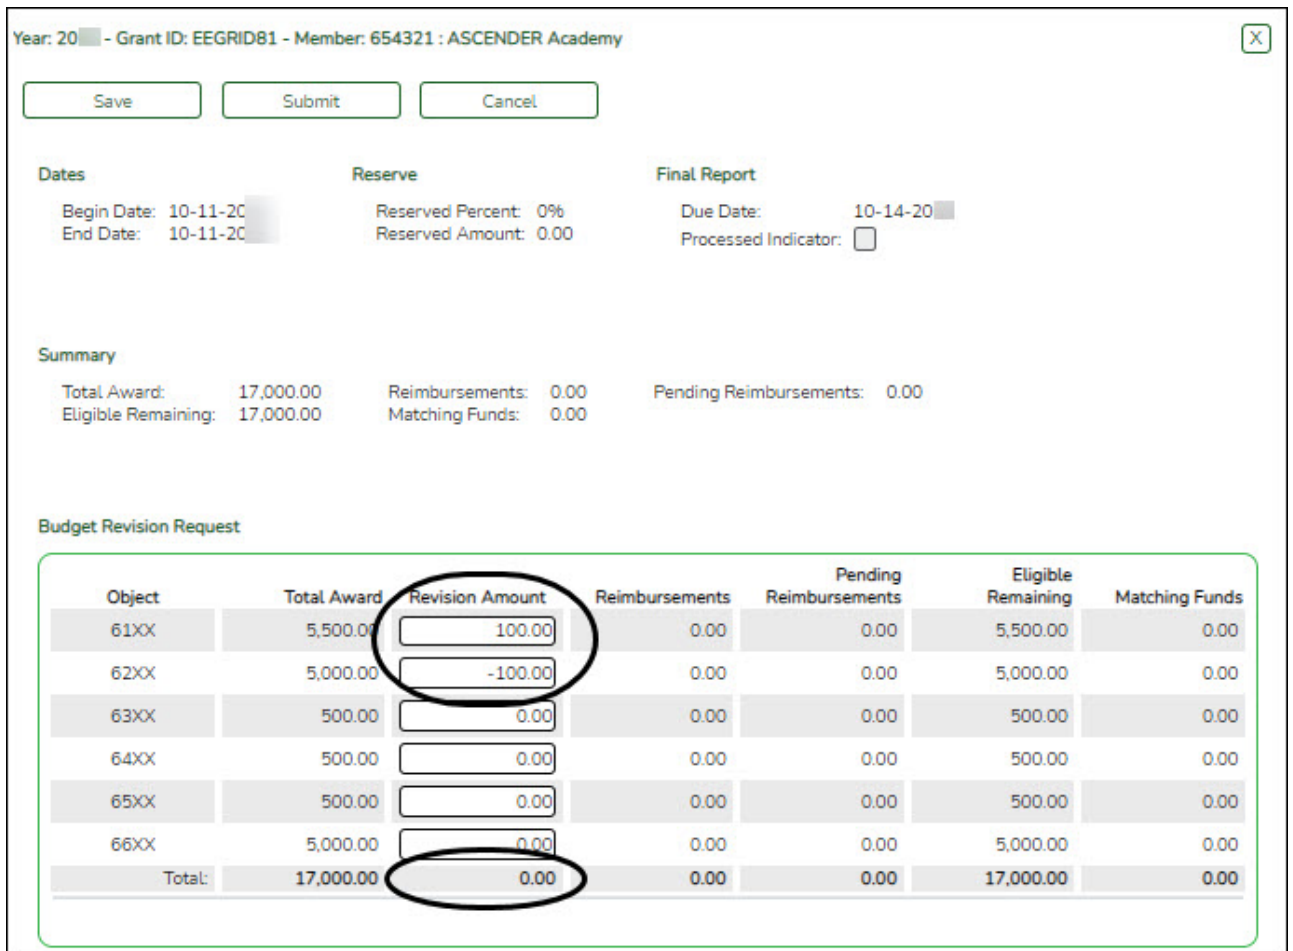 Year: 20 - Grant ID: EEGRID81 - Member: 654321 : ASCENDER Academy
X
Save Submit Cancel
Dates Reserve Final Report
Begin Date: 10-11-20 Reserved Percent: 0% Due Date: 10-14-20
End Date: 10-11-20 Reserved Amount: 0.00 Processed Indicator:
Summary
Total Award: 17,000.00 Reimbursements: 0.00 Pending Reimbursements: 0.00
Eligible Remaining: 17,000.00 Matching Funds: 0.00
Budget Revision Request
Object Total Award Revision Amount Reimbursements Pending Reimbursements Eligible Remaining Matching Funds
61XX 5,500.00 100.00 0.00 0.00 5,500.00 0.00
62XX 5,000.00 -100.00 0.00 0.00 5,000.00 0.00
63XX 500.00 0.00 0.00 0.00 500.00 0.00
64XX 500.00 0.00 0.00 0.00 500.00 0.00
65XX 500.00 0.00 0.00 0.00 500.00 0.00
66XX 5,000.00 0.00 0.00 0.00 5,000.00 0.00
Total: 17,000.00 0.00 0.00 0.00 17,000.00 0.00